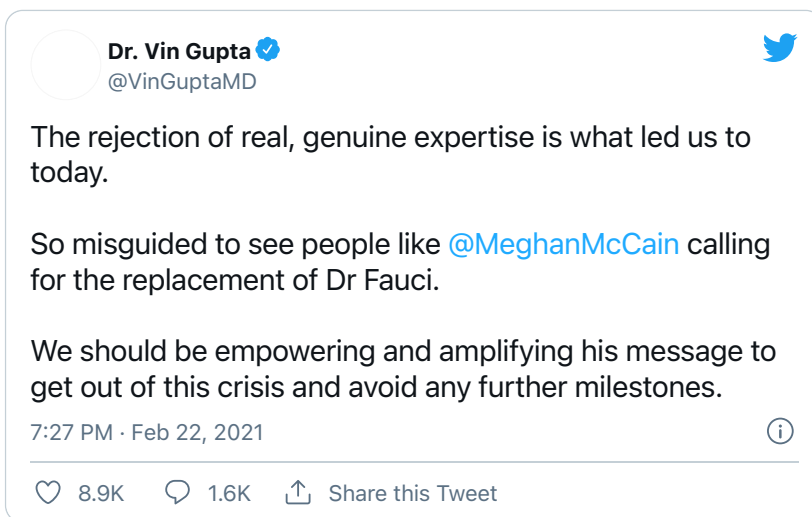 Dr. Vin Gupta
@VinGuptaMD
The rejection of real, genuine expertise is what led us to
today.
So misguided to see people like @MeghanMcCain calling
for the replacement of Dr Fauci.
We should be empowering and amplifying his message to
get out of this crisis and avoid any further milestones.
7:27 PM · Feb 22, 2021
8.9K 1.6K Share this Tweet